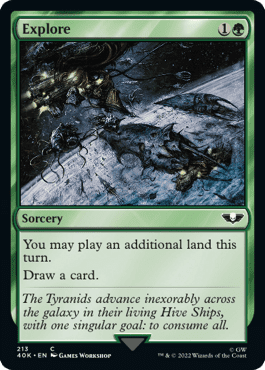 Explore 1
Sorcery
You may play an additional land this
turn.
Draw a card.
The Tyranids advance inexorably across
the galaxy in their living Hive Ships,
with one singular goal: to consume all.
213 C © GW
40K • EN Games Workshop ™ & © 2022 Wizards of the Coast